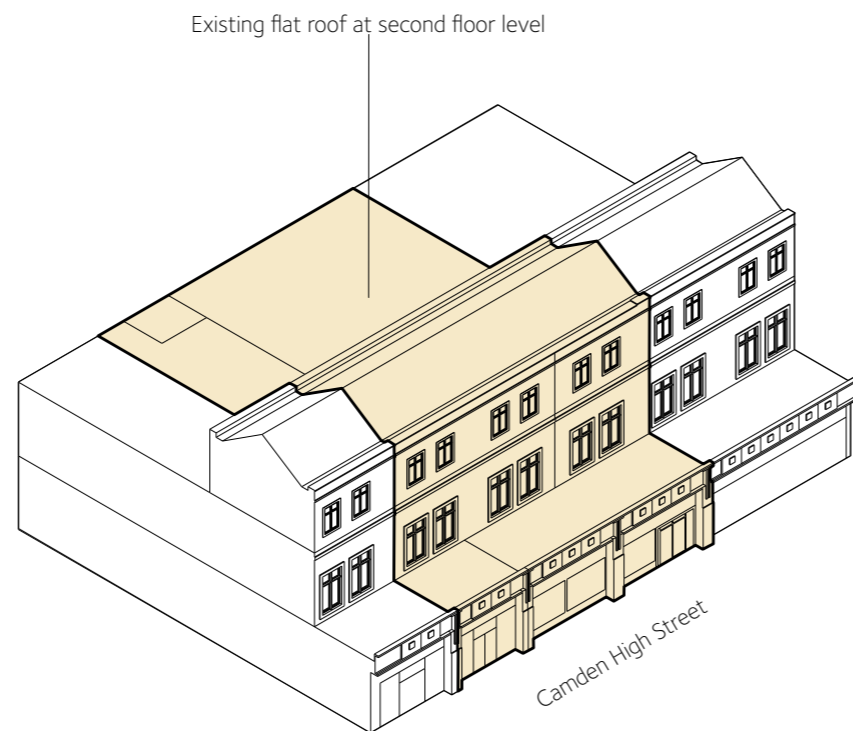 Existing flat roof at second floor level
Camden High Street